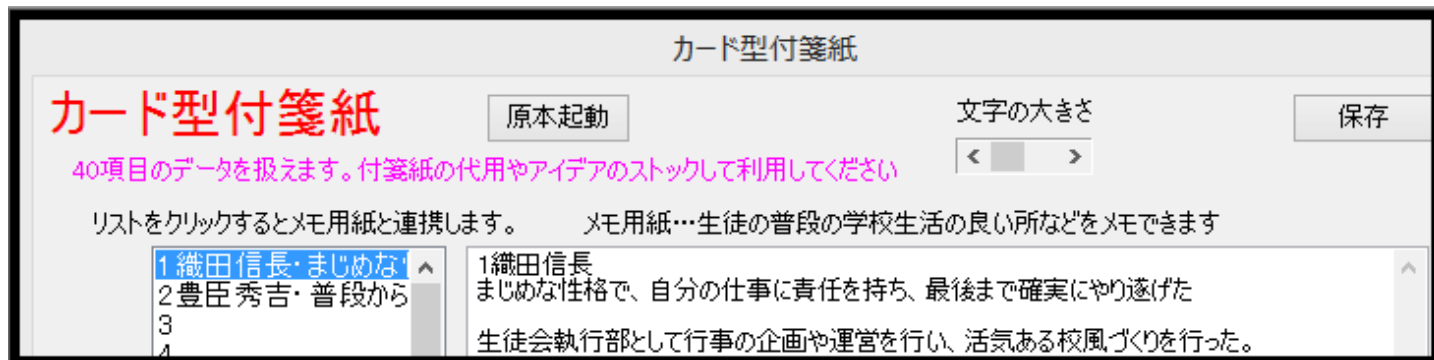 カード型付箋紙
カード型付箋紙
原本起動
文字の大きさ
保存
40項目のデータを扱えます。付箋紙の代用やアイデアのストックして利用してください
リストをクリックするとメモ用紙と連携します。
メモ用紙…生徒の普段の学校生活の良い所などをメモできます
1織田信長・まじめな
2豊臣秀吉・普段から
3
4
1織田信長
まじめな性格で、自分の仕事に責任を持ち、最後まで確実にやり遂げた
生徒会執行部として行事の企画や運営を行い、活気ある校風づくりを行った。